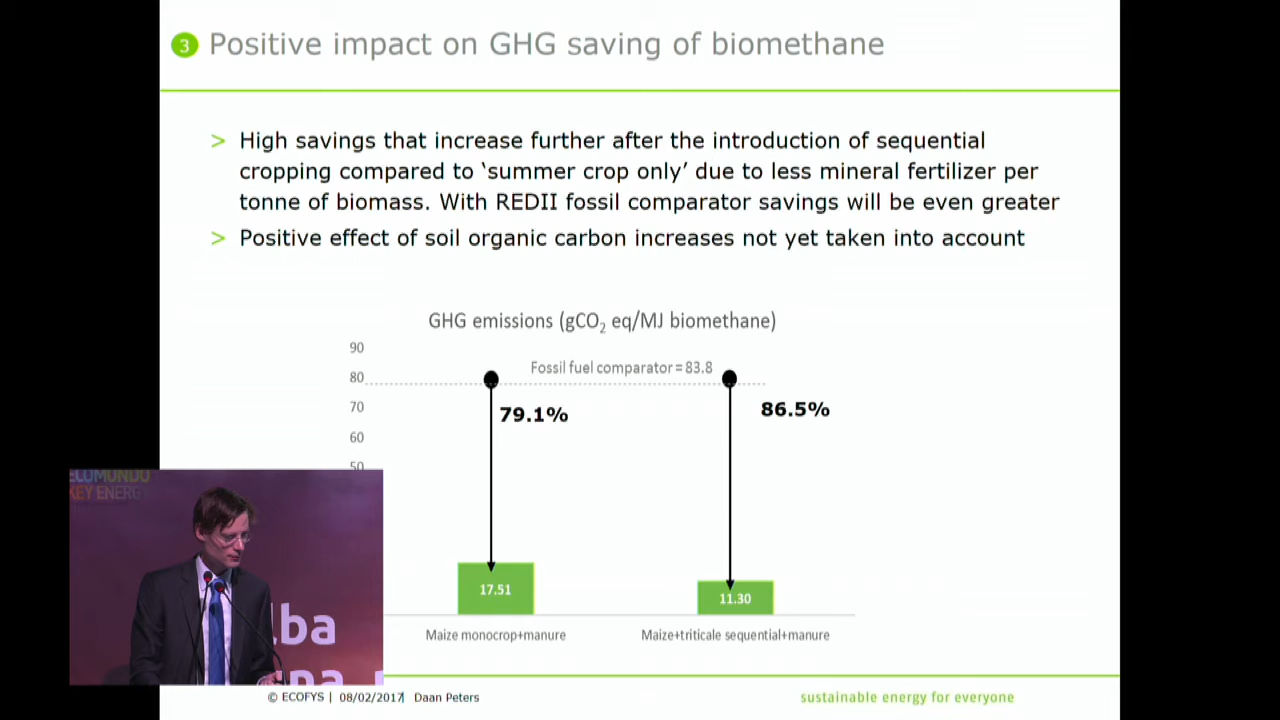 3 Positive impact on GHG saving of biomethane
> High savings that increase further after the introduction of sequential
cropping compared to ‘summer crop only’ due to less mineral fertilizer per
tonne of biomass. With REDII fossil comparator savings will be even greater
> Positive effect of soil organic carbon increases not yet taken into account
GHG emissions (gCO₂ eq/MJ biomethane)
90
Fossil fuel comparator = 83.8
80
70
79.1%
86.5%
60
50
ECOMONDO
KEY ENERGY
17.51
11.30
lba
Maize monocrop+manure
Maize+triticale sequential+manure
© ECOFYS | 08/02/2017| Daan Peters
sustainable energy for everyone